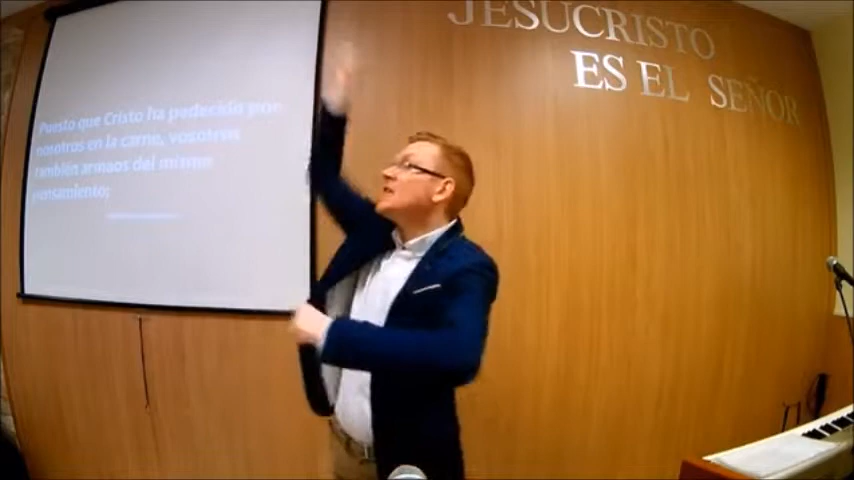 JESUCRISTO
ES EL SEÑOR
Puesto que Cristo ha padecido por
nosotros en la carne, vosotros
también armaos del mismo
pensamiento;